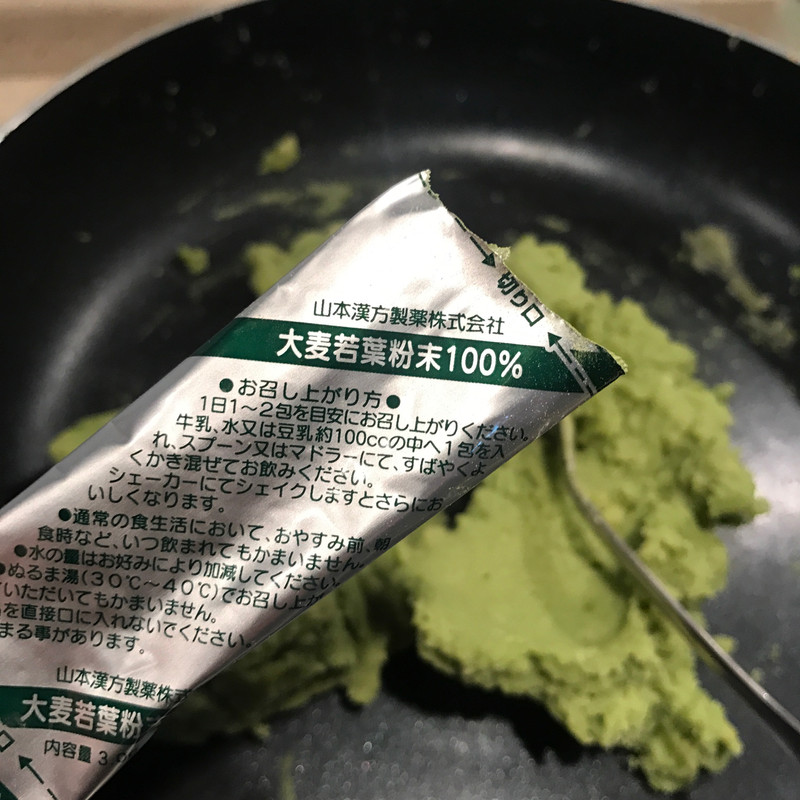 切り口
山本漢方製薬株式会社
大麦若葉粉末100%
●お召し上がり方●
1日1〜2包を目安にお召し上がりください。
牛乳、水又は豆乳約100ccの中へ1包を入
れ、スプーン又はマドラーにて、すばやくよ
くかき混ぜてお飲みください。
シェーカーにてシェイクしますとさらにお
いしくなります。
●通常の食生活において、おやすみ前、朝
食時など、いつ飲まれてもかまいません。
●水の量はお好みにより加減してください。
●ぬるま湯(30℃〜40℃)でお召し上が
いただいてもかまいません。
を直接口に入れないでください。
まる事があります。
山本漢方製薬株式
大麦若葉粉
内容量3